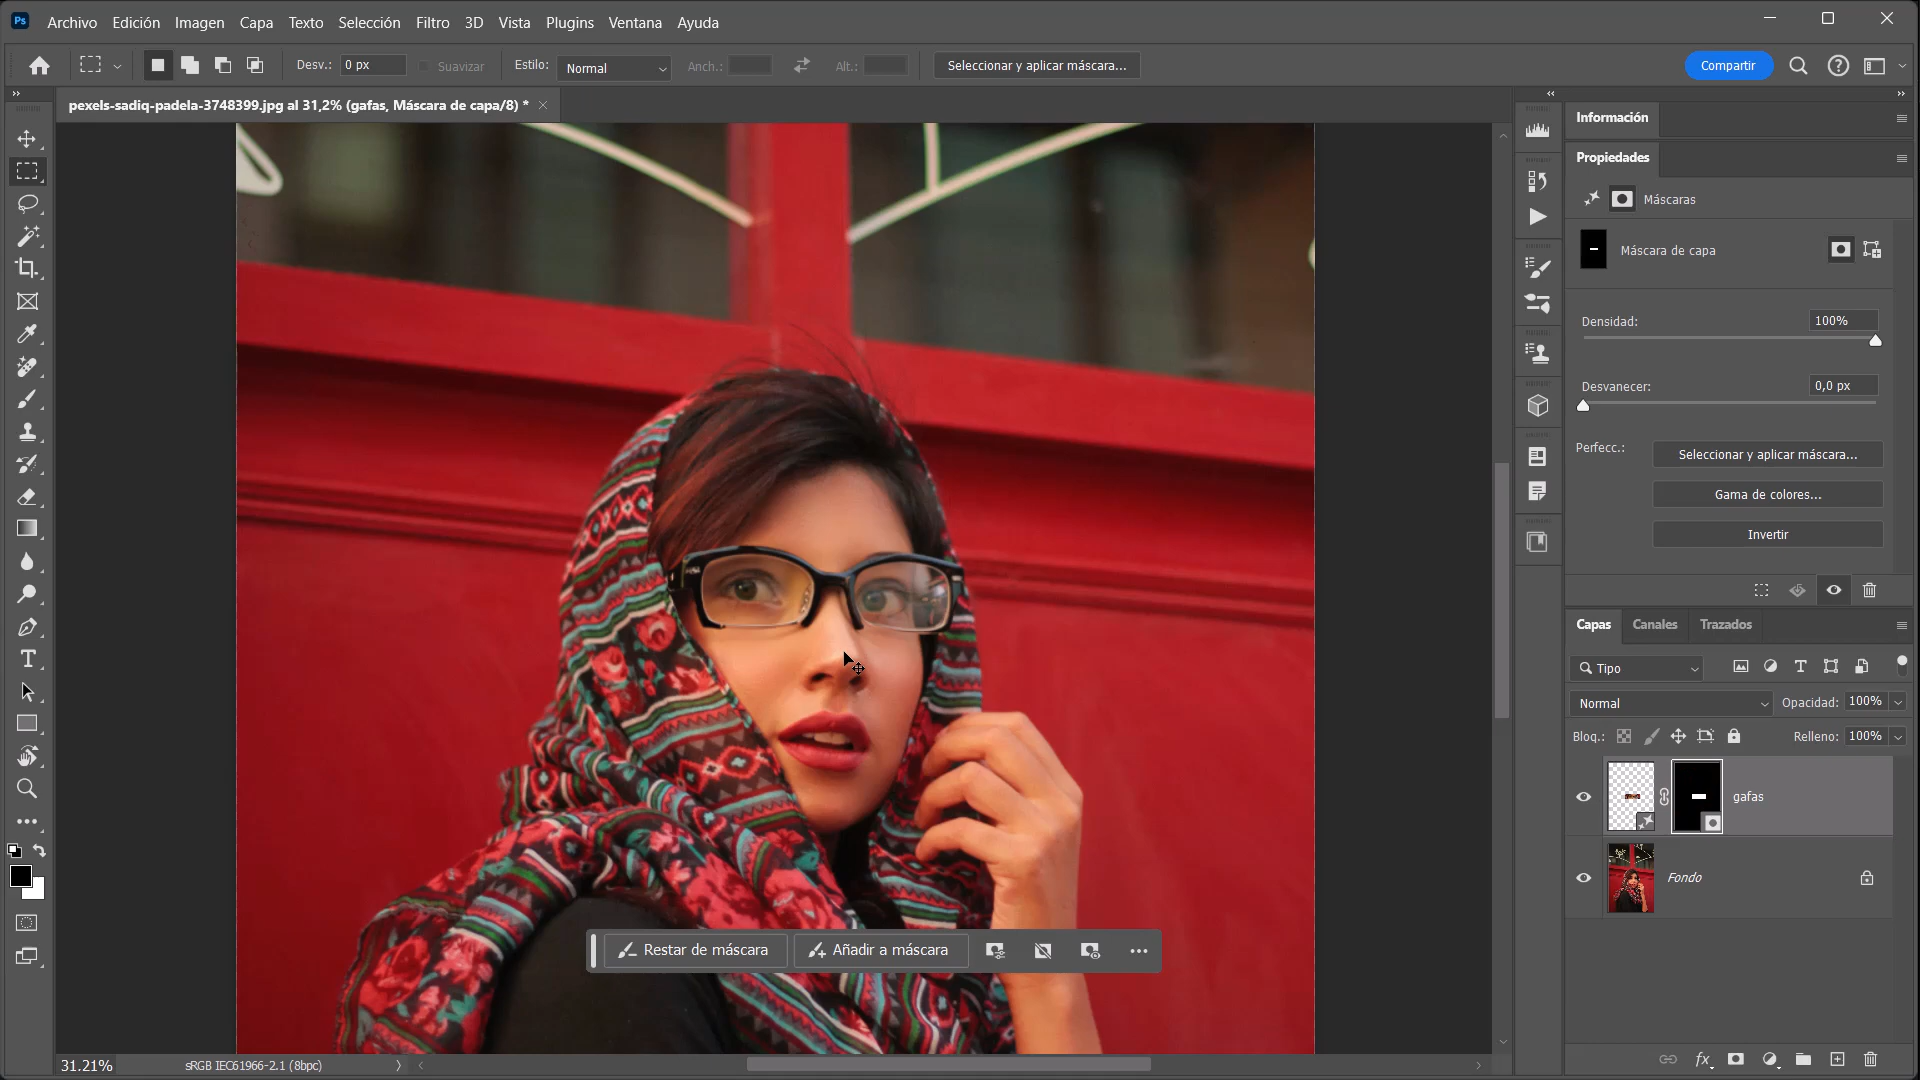 Ps Archivo Edición Imagen Capa Texto Selección Filtro 3D Vista Plugins Ventana Ayuda
Desv.: 0 px Suavizar Estilo: Normal Anch.: Alt.: Seleccionar y aplicar máscara... Compartir
pexels-sadiq-padela-3748399.jpg al 31,2% (gafas, Máscara de capa/8) *
Información
Propiedades
Máscaras
Máscara de capa
Densidad: 100%
Desvanecer: 0,0 px
Perfecc.: Seleccionar y aplicar máscara...
Gama de colores...
Invertir
Capas Canales Trazados
Tipo
Normal Opacidad: 100%
Bloq.: Relleno: 100%
gafas
Fondo
Restar de máscara Añadir a máscara
31.21% sRGB IEC61966-2.1 (8bpc)
fx